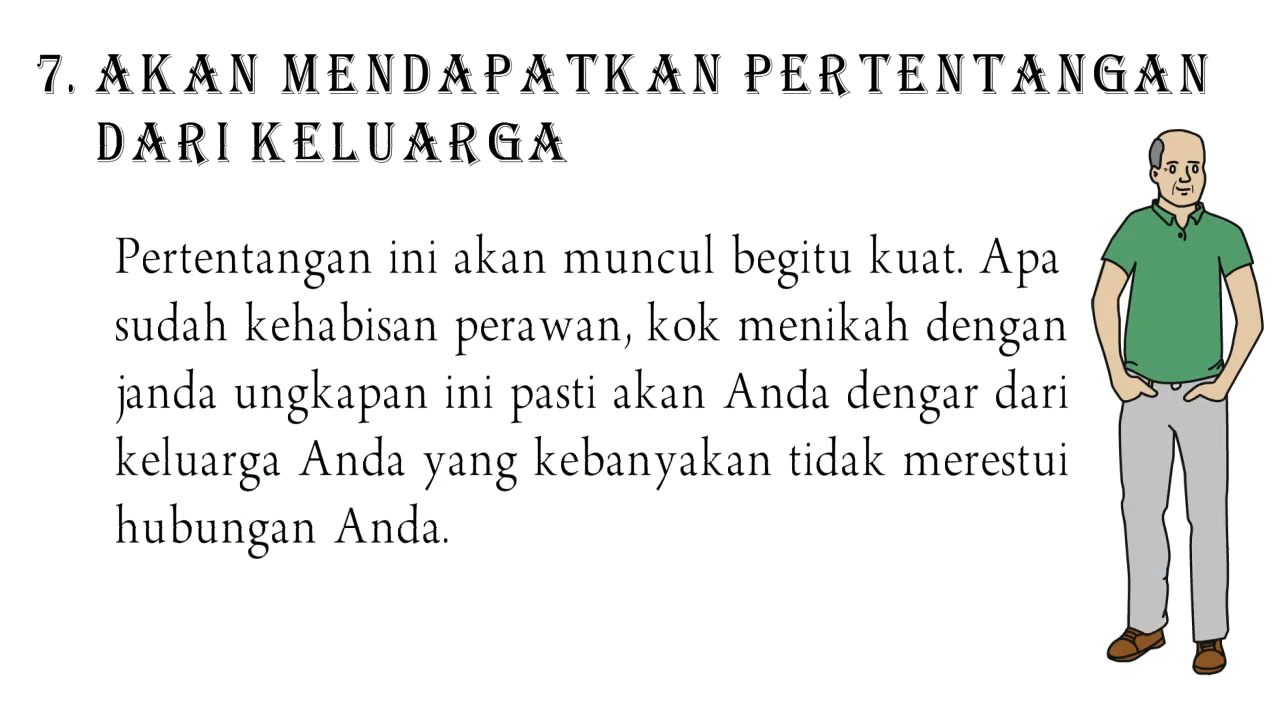 7. AKAN MENDAPATKAN PERTENTANGAN
DARI KELUARGA
Pertentangan ini akan muncul begitu kuat. Apa
sudah kehabisan perawan, kok menikah dengan
janda ungkapan ini pasti akan Anda dengar dari
keluarga Anda yang kebanyakan tidak merestui
hubungan Anda.